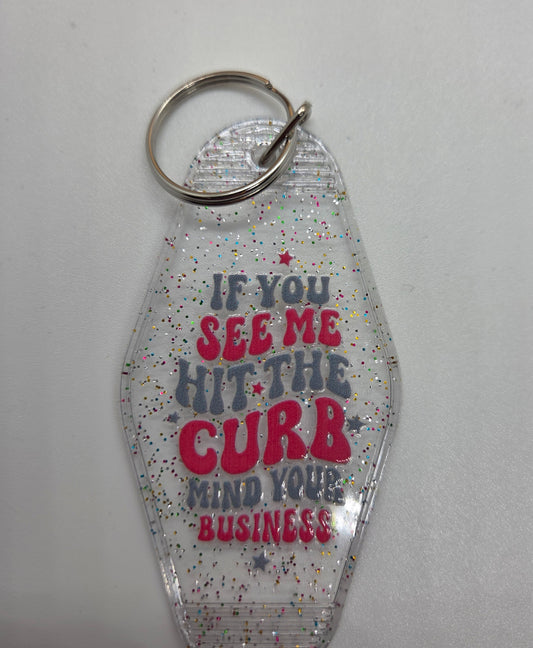 IF YOU
SEE ME
HIT THE
CURB
MIND YOUR
BUSINESS